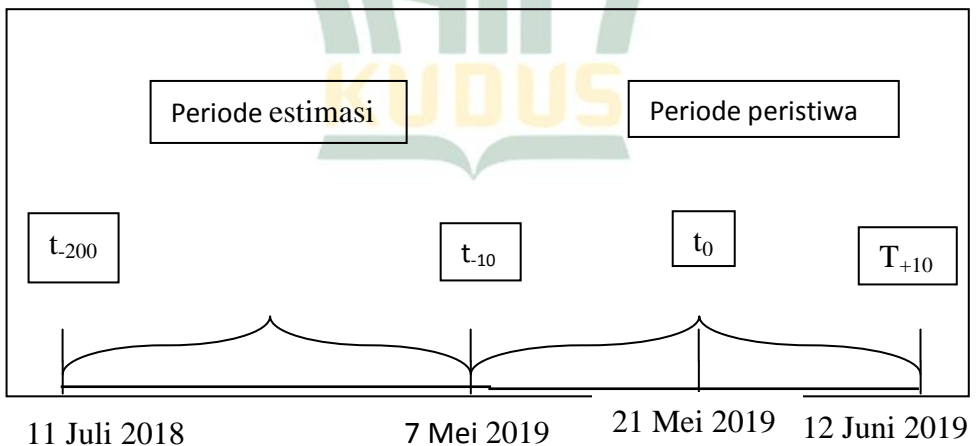 KUDUS
Periode estimasi
Periode peristiwa
t-200
t-10
t0
T+10
11 Juli 2018
7 Mei 2019
21 Mei 2019
12 Juni 2019